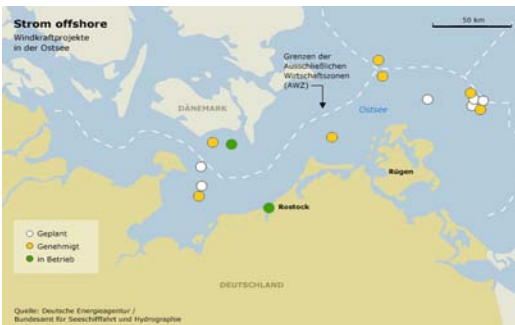 Strom offshore
Windkraftprojekte
in der Ostsee
50 km
Grenzen der
Ausschließlichen
Wirtschaftszonen
(AWZ)
DÄNEMARK
Ostsee
Rügen
Rostock
Geplant
Genehmigt
in Betrieb
DEUTSCHLAND
Quelle: Deutsche Energieagentur /
Bundesamt für Seeschifffahrt und Hydrographie